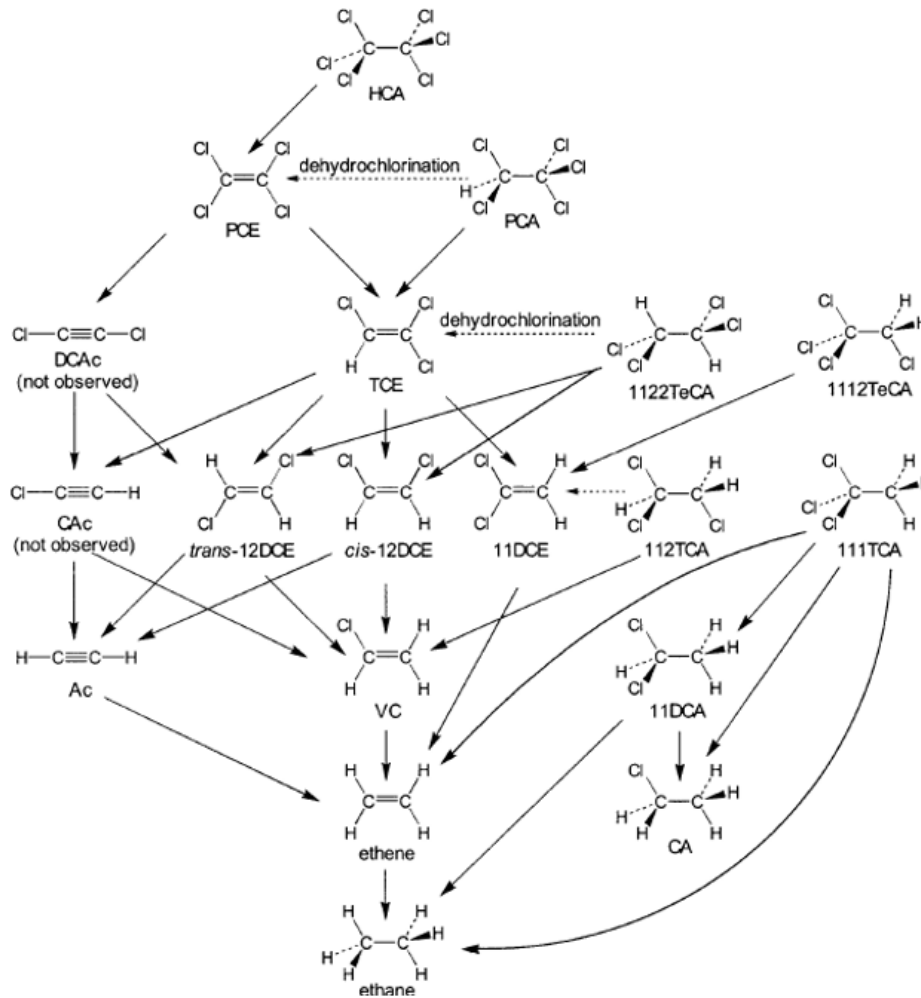 Cl Cl
Cl C C Cl
Cl Cl
HCA
Cl Cl
C C
Cl Cl
PCE
dehydrochlorination
Cl Cl
H C C Cl
Cl Cl
PCA
Cl C C Cl
DCAc
(not observed)
Cl Cl
C C
H Cl
TCE
dehydrochlorination
H Cl
Cl C C Cl
Cl H
1122TeCA
Cl H
Cl C C H
Cl Cl
1112TeCA
Cl C C H
CAc
(not observed)
H Cl
C C
Cl H
trans-12DCE
Cl Cl
C C
H H
cis-12DCE
Cl H
C C
Cl H
11DCE
Cl H
H C C H
Cl Cl
112TCA
Cl H
Cl C C
Cl H
111TCA
H C C H
Ac
Cl H
C C
H H
VC
Cl H
H C C H
Cl H
11DCA
H H
C C
H H
ethene
Cl H
H C C H
H H
CA
H H
H C C H
H H
ethane